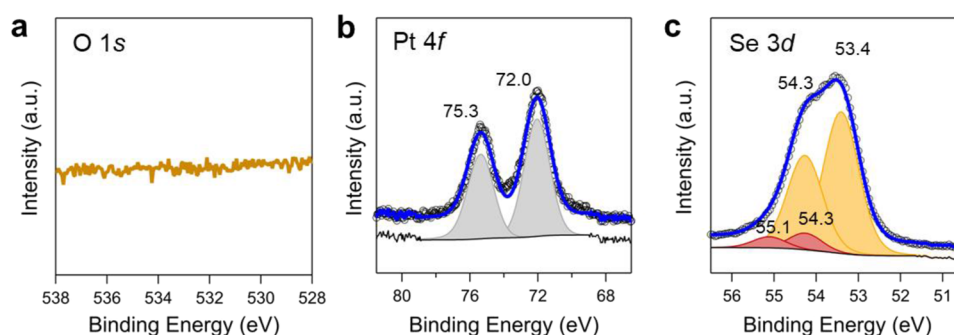 a
O 1s
Intensity (a.u.)
538 536 534 532 530 528
Binding Energy (eV)
b
Pt 4f
75.3
72.0
Intensity (a.u.)
80 76 72 68
Binding Energy (eV)
c
Se 3d
53.4
54.3
55.1
54.3
Intensity (a.u.)
56 55 54 53 52 51
Binding Energy (eV)